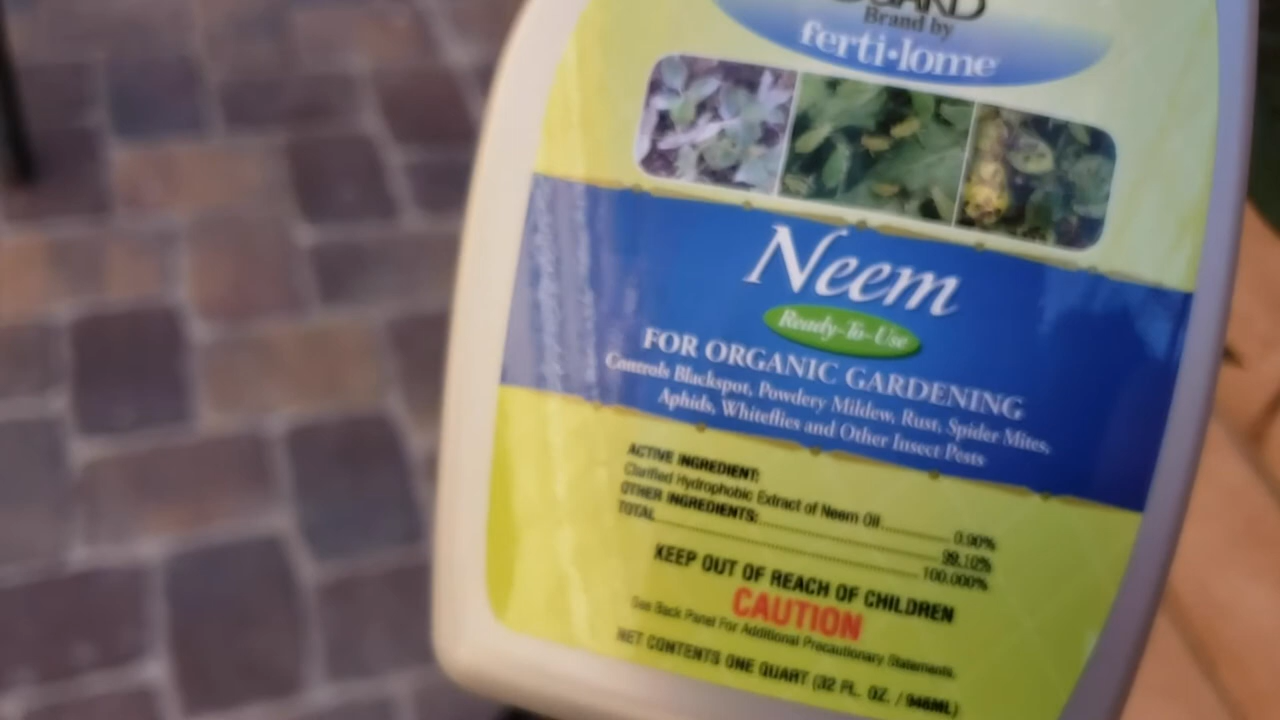 Brand by
ferti•lome
Neem
Ready-To-Use
FOR ORGANIC GARDENING
Controls Blackspot, Powdery Mildew, Rust, Spider Mites,
Aphids, Whiteflies and Other Insect Pests
ACTIVE INGREDIENT:
Clarified Hydrophobic Extract of Neem Oil..........0.90%
OTHER INGREDIENTS:..........99.10%
TOTAL..........100.000%
KEEP OUT OF REACH OF CHILDREN
CAUTION
See Back Panel For Additional Precautionary Statements.
NET CONTENTS ONE QUART (32 FL. OZ. / 946ML)